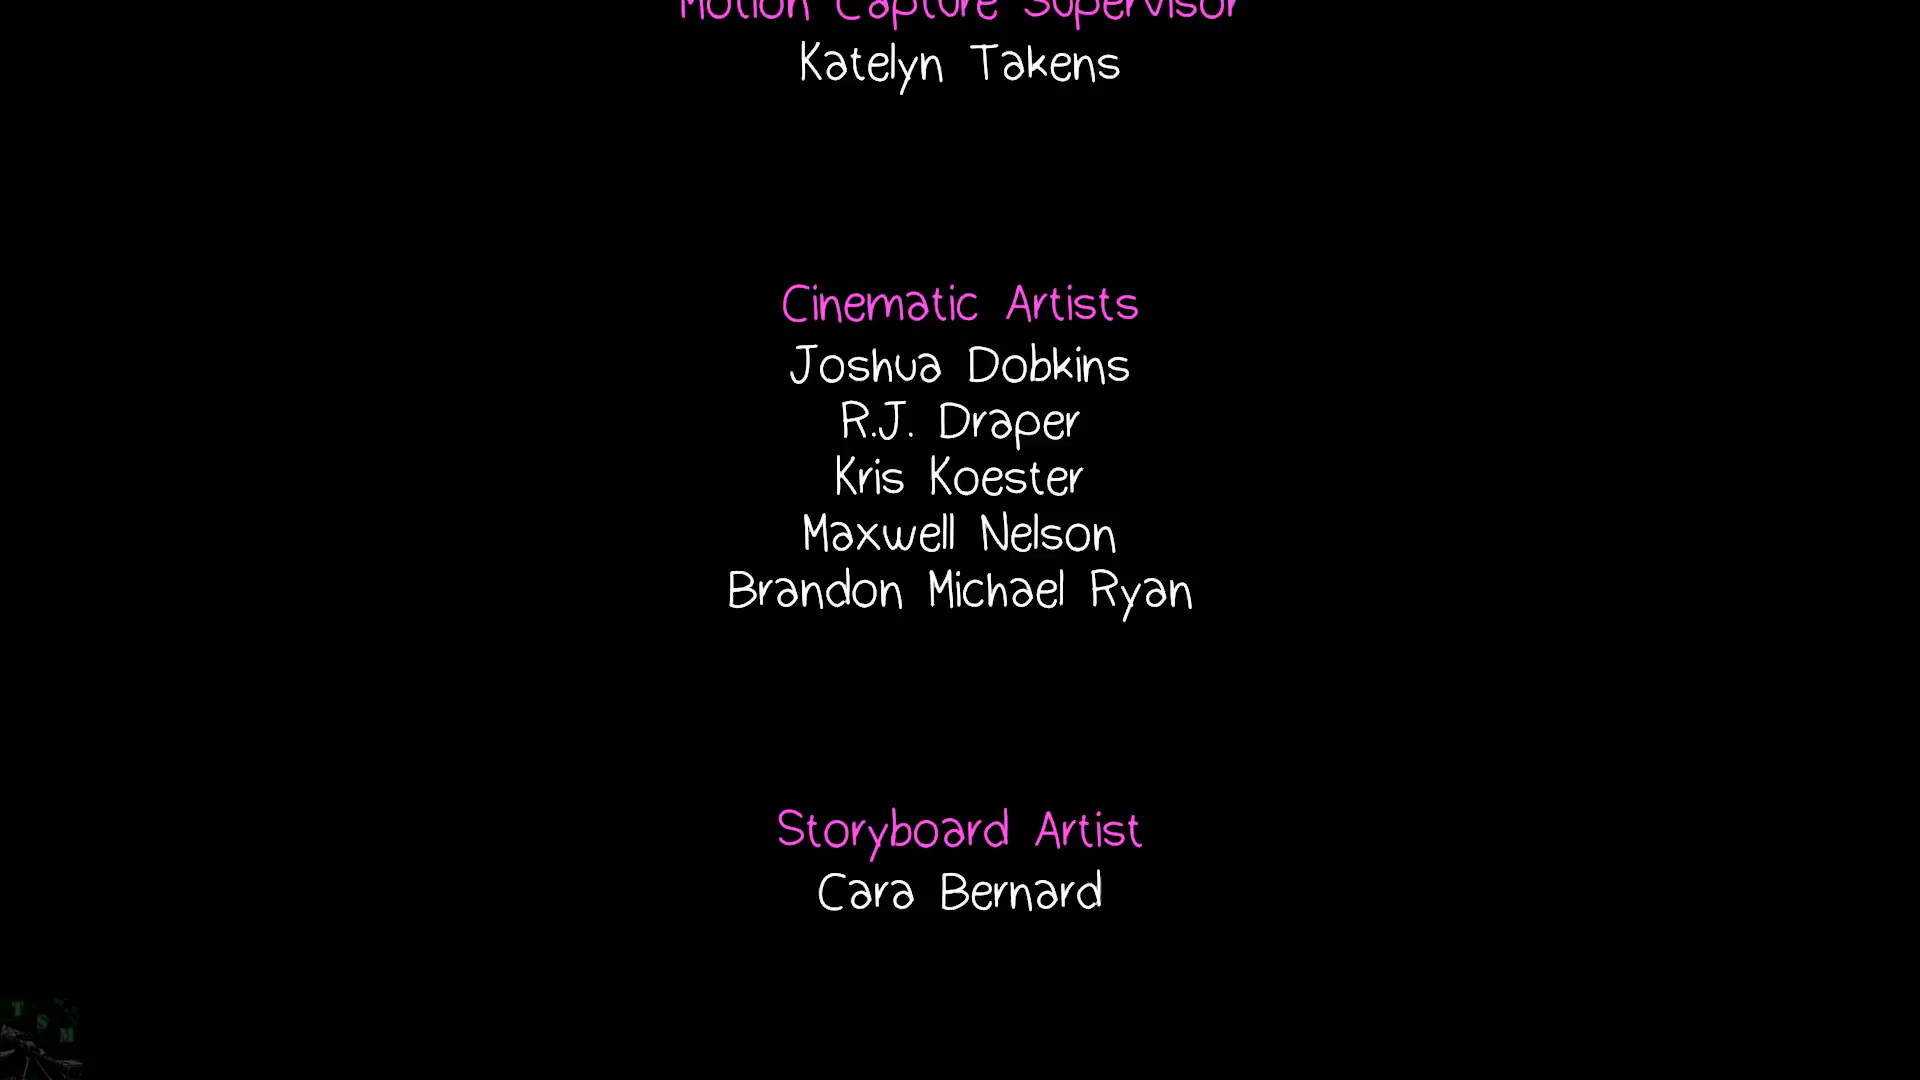 Motion Capture Supervisor
Katelyn Takens
Cinematic Artists
Joshua Dobkins
R.J. Draper
Kris Koester
Maxwell Nelson
Brandon Michael Ryan
Storyboard Artist
Cara Bernard
T
S
M